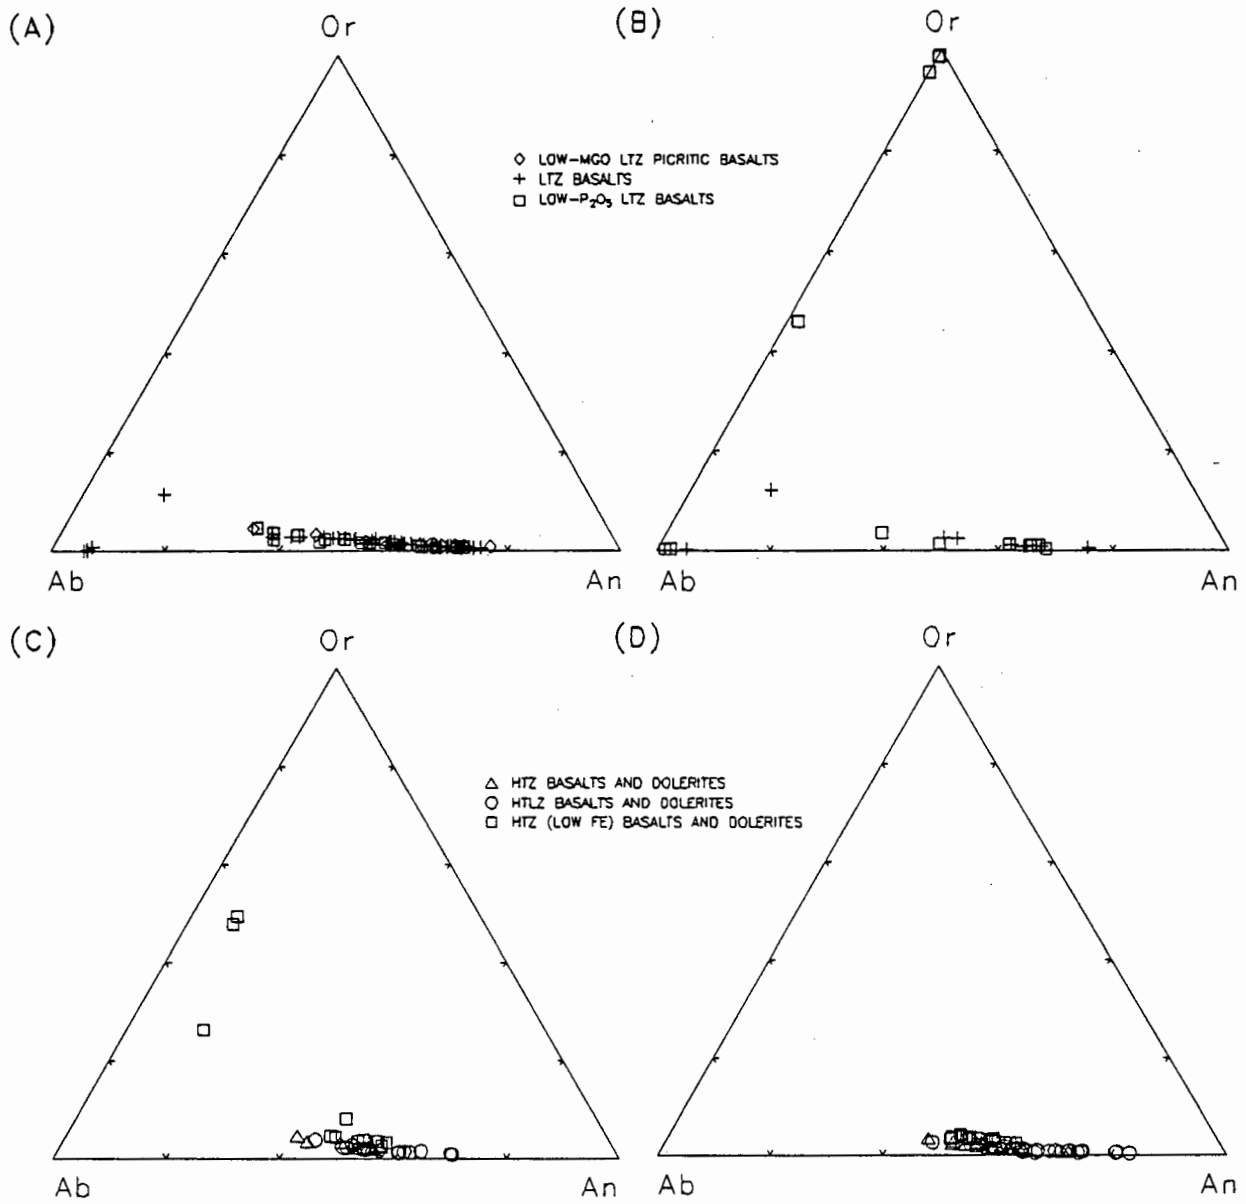 (A)
Or
(B)
Or
◇ LOW-MGO LTZ PICRITIC BASALTS
+ LTZ BASALTS
□ LOW-P₂O₅ LTZ BASALTS
Ab
An
Ab
An
(C)
Or
(D)
Or
△ HTZ BASALTS AND DOLERITES
○ HTLZ BASALTS AND DOLERITES
□ HTZ (LOW FE) BASALTS AND DOLERITES
Ab
An
Ab
An